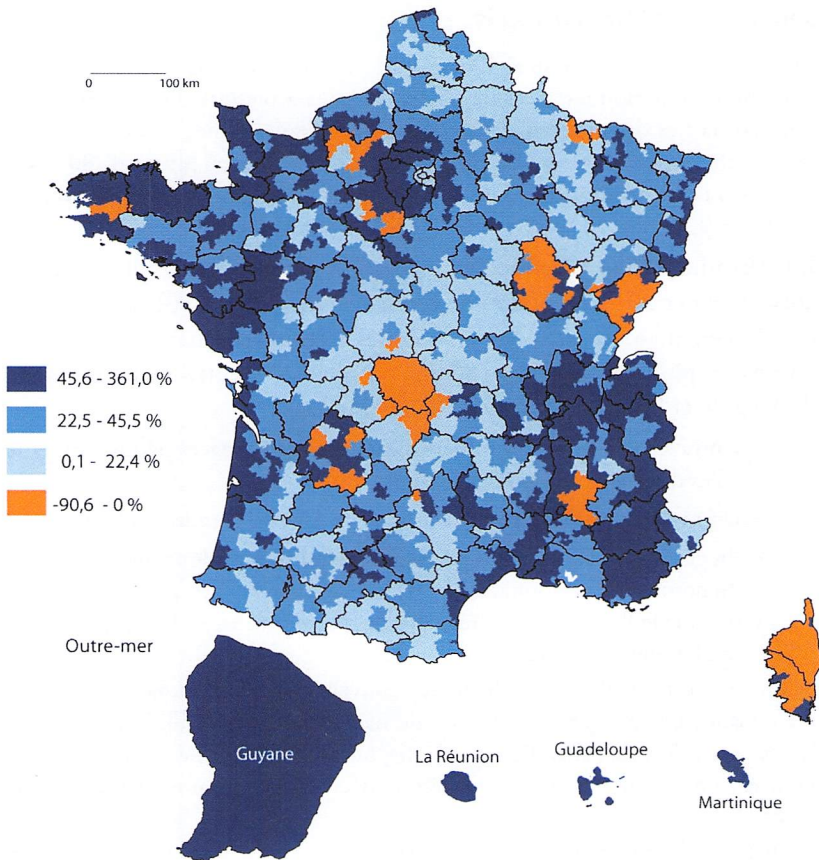 0 100 km
45,6 - 361,0 %
22,5 - 45,5 %
0,1 - 22,4 %
-90,6 - 0 %
Outre-mer
Guyane
La Réunion
Guadeloupe
Martinique